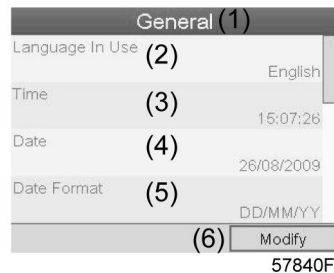 General (1)
Language In Use (2)
English
Time (3)
15:07:26
Date (4)
26/08/2009
Date Format (5)
DD/MM/YY
(6) Modify
57840F